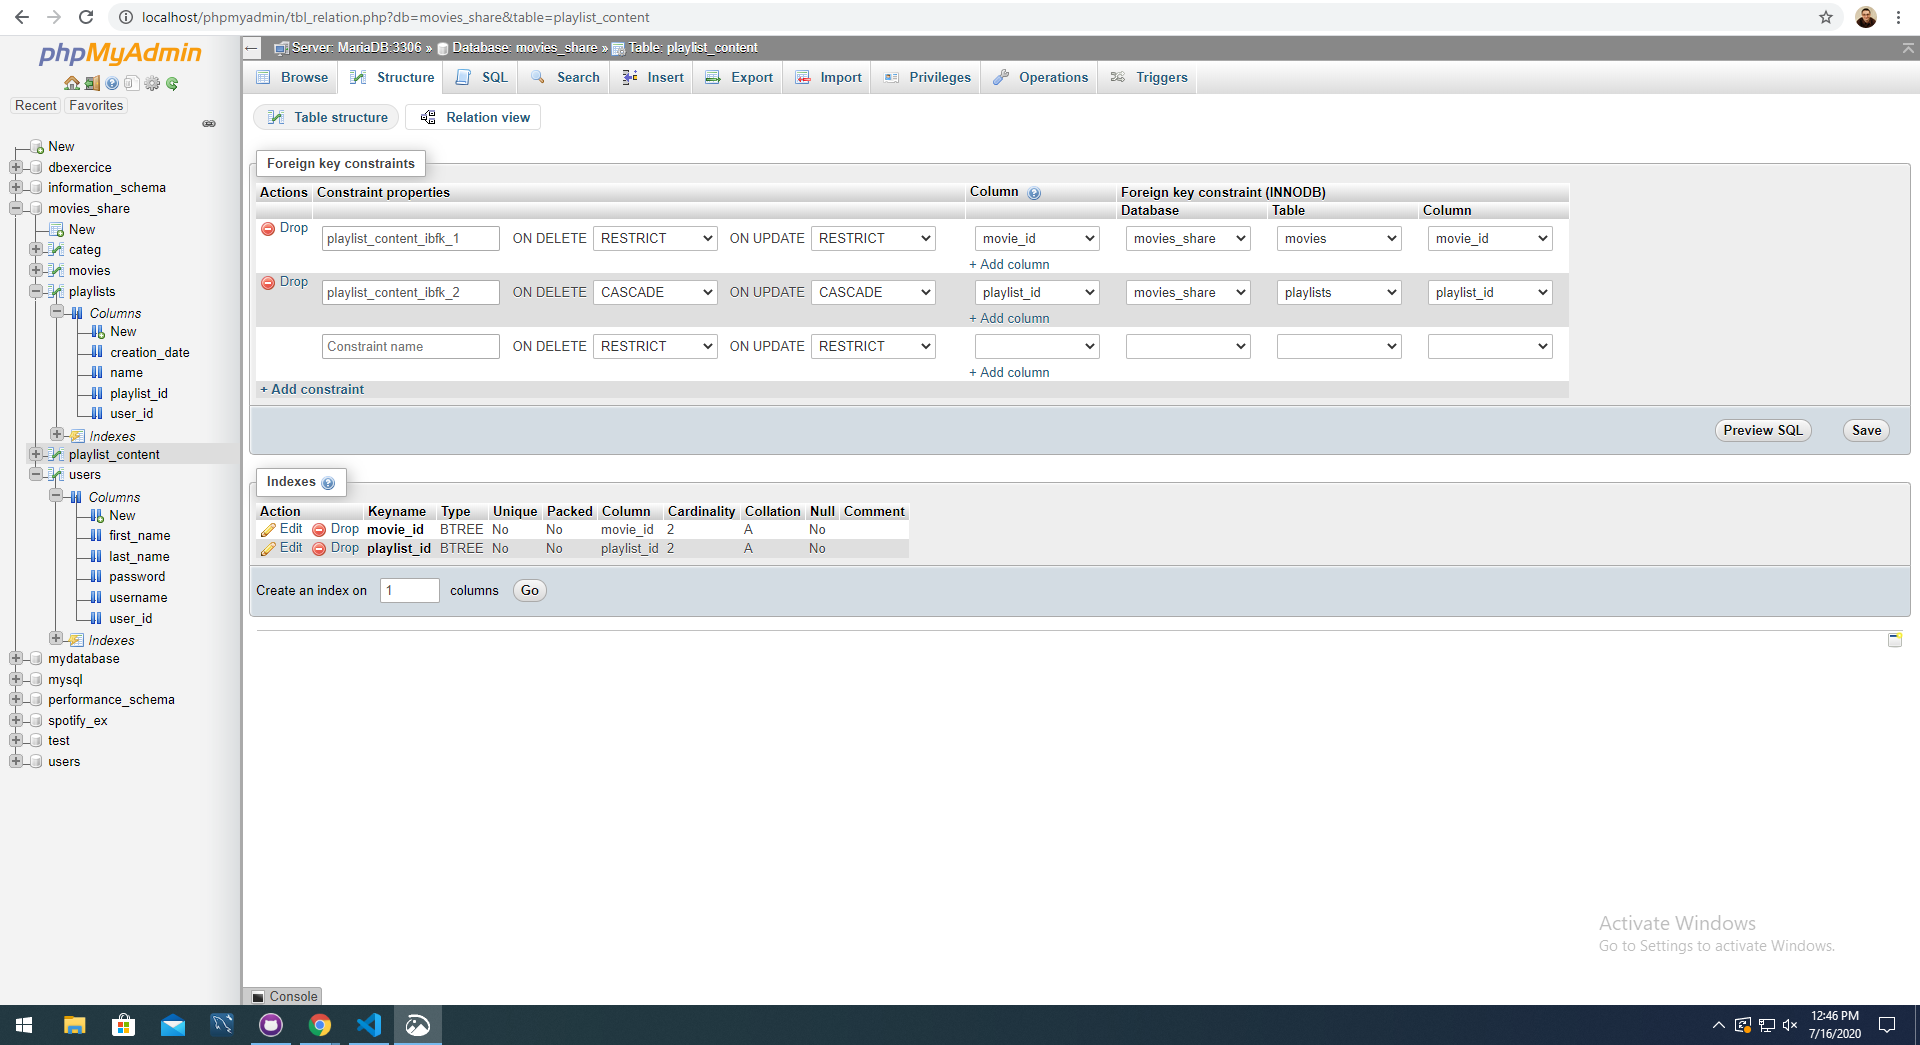 localhost/phpmyadmin/tbl_relation.php?db=movies_share&table=playlist_content
phpMyAdmin
Recent
Favorites
New
dbexercice
information_schema
movies_share
New
categ
movies
playlists
Columns
New
creation_date
name
playlist_id
user_id
Indexes
playlist_content
users
Columns
New
first_name
last_name
password
username
user_id
Indexes
mydatabase
mysql
performance_schema
spotify_ex
test
users
Server: MariaDB:3306 » Database: movies_share » Table: playlist_content
Browse Structure SQL Search Insert Export Import Privileges Operations Triggers
Table structure Relation view
Foreign key constraints
Actions Constraint properties Column Foreign key constraint (INNODB)
Database Table Column
Drop playlist_content_ibfk_1 ON DELETE RESTRICT ON UPDATE RESTRICT movie_id movies_share movies movie_id
+ Add column
Drop playlist_content_ibfk_2 ON DELETE CASCADE ON UPDATE CASCADE playlist_id movies_share playlists playlist_id
+ Add column
Constraint name ON DELETE RESTRICT ON UPDATE RESTRICT
+ Add column
+ Add constraint
Preview SQL Save
Indexes
Action Keyname Type Unique Packed Column Cardinality Collation Null Comment
Edit Drop movie_id BTREE No No movie_id 2 A No
Edit Drop playlist_id BTREE No No playlist_id 2 A No
Create an index on 1 columns Go
Activate Windows
Go to Settings to activate Windows.
Console
12:46 PM
7/16/2020